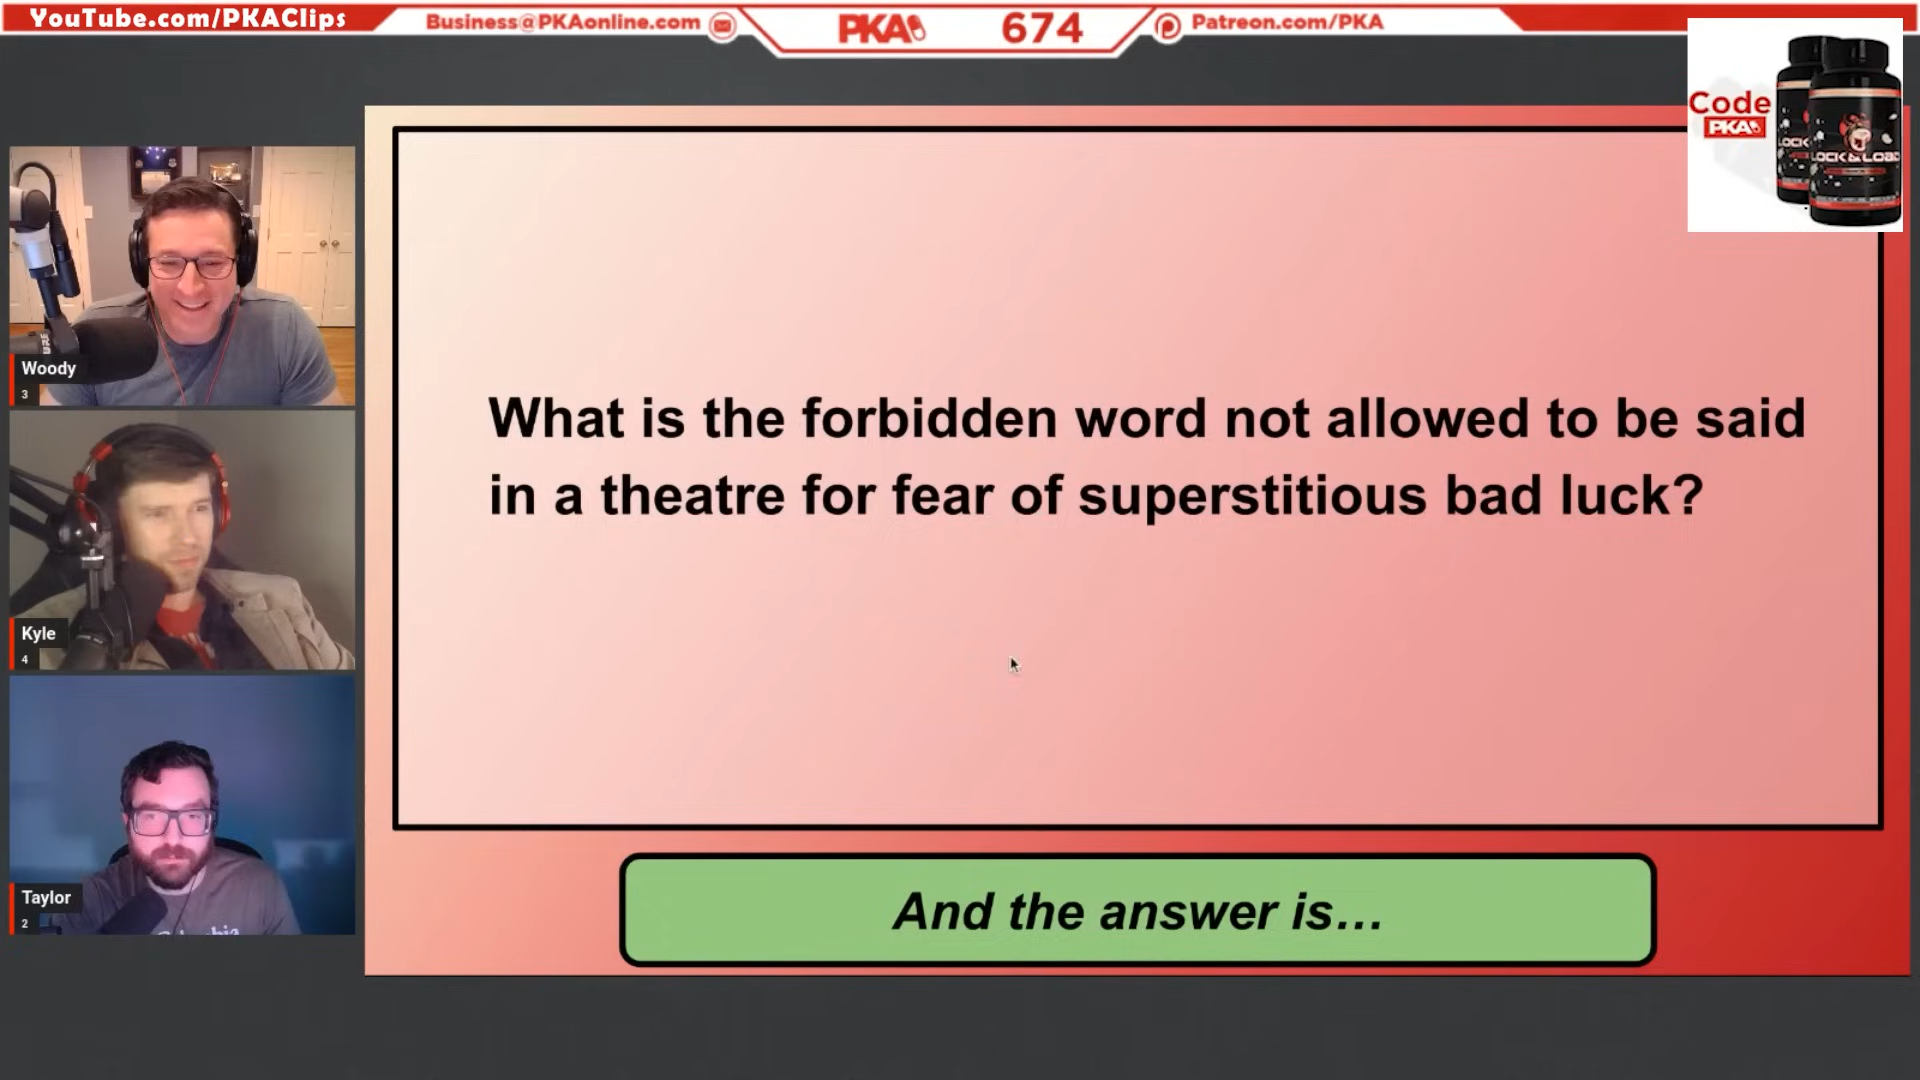 YouTube.com/PKAClips
Business@PKAonline.com
PKA
674
Patreon.com/PKA
Code
PKA
LOCK&LOAD
What is the forbidden word not allowed to be said
in a theatre for fear of superstitious bad luck?
And the answer is...
Woody
3
Kyle
4
Taylor
2